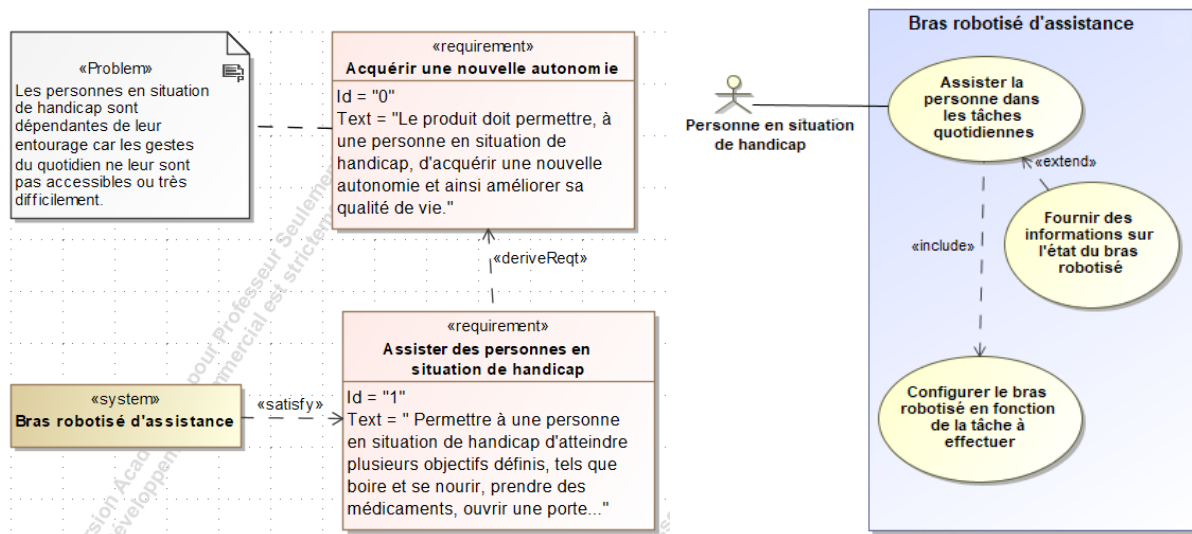 «Problem»
Les personnes en situation
de handicap sont
dépendantes de leur
entourage car les gestes
du quotidien ne leur sont
pas accessibles ou très
difficilement.
«requirement»
Acquérir une nouvelle autonomie
Id = "0"
Text = "Le produit doit permettre, à
une personne en situation de
handicap, d'acquérir une nouvelle
autonomie et ainsi améliorer sa
qualité de vie."
«deriveReqt»
«requirement»
Assister des personnes en
situation de handicap
Id = "1"
Text = " Permettre à une personne
en situation de handicap d'atteindre
plusieurs objectifs définis, tels que
boire et se nourir, prendre des
médicaments, ouvrir une porte..."
«system»
Bras robotisé d'assistance
«satisfy»
Personne en situation
de handicap
Bras robotisé d'assistance
Assister la
personne dans
les tâches
quotidiennes
«extend»
Fournir des
informations sur
l'état du bras
robotisé
«include»
Configurer le bras
robotisé en fonction
de la tâche à
effectuer
pour Professeur Seulement
est strictem